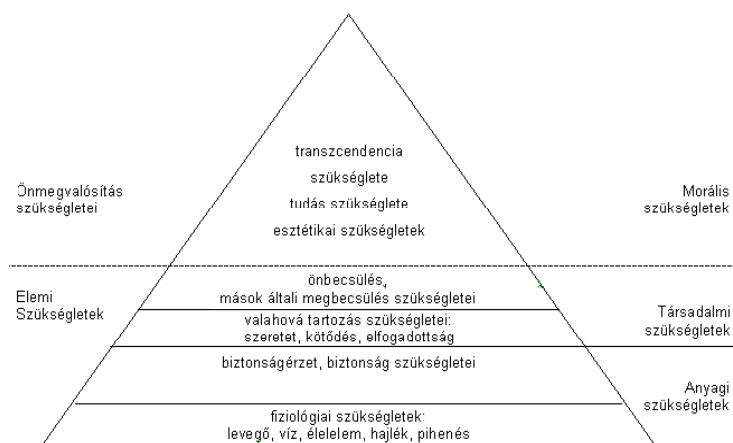 transzcendencia
szükséglete
tudás szükséglete
esztétikai szükségletek
Önmegvalósítás
szükségletei
Morális
szükségletek
önbecsülés,
mások általi megbecsülés szükségletei
Elemi
Szükségletek
valahová tartozás szükségletei:
szeretet, kötődés, elfogadottság
Társadalmi
szükségletek
biztonságérzet, biztonság szükségletei
Anyagi
szükségletek
fiziológiai szükségletek:
levegő, víz, élelelem, hajlék, pihenés